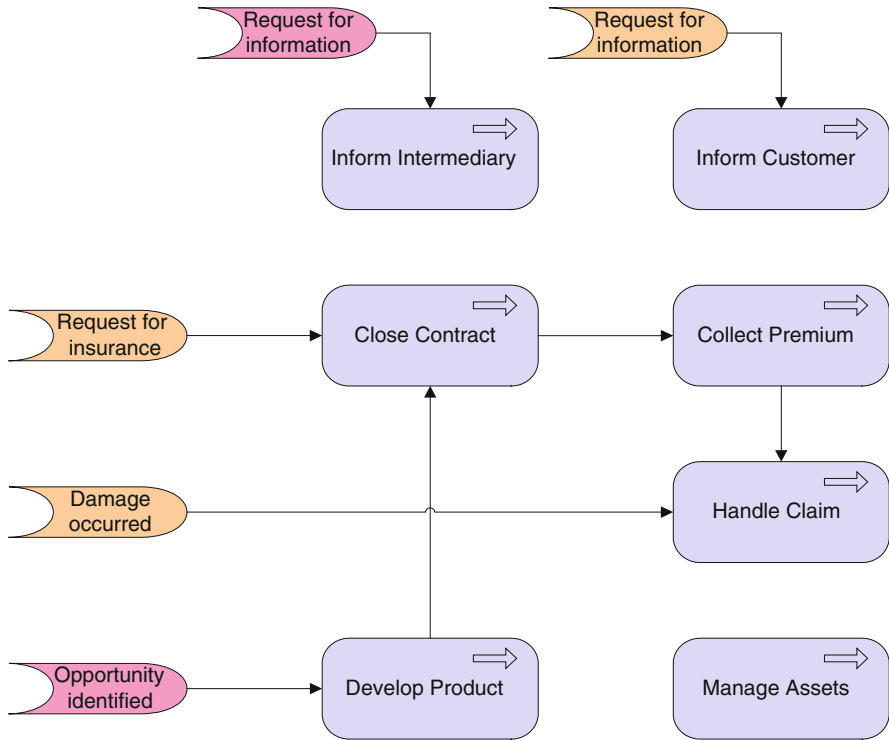 Request for
information
Request for
information
Inform Intermediary
Inform Customer
Request for
insurance
Close Contract
Collect Premium
Damage
occurred
Handle Claim
Opportunity
identified
Develop Product
Manage Assets